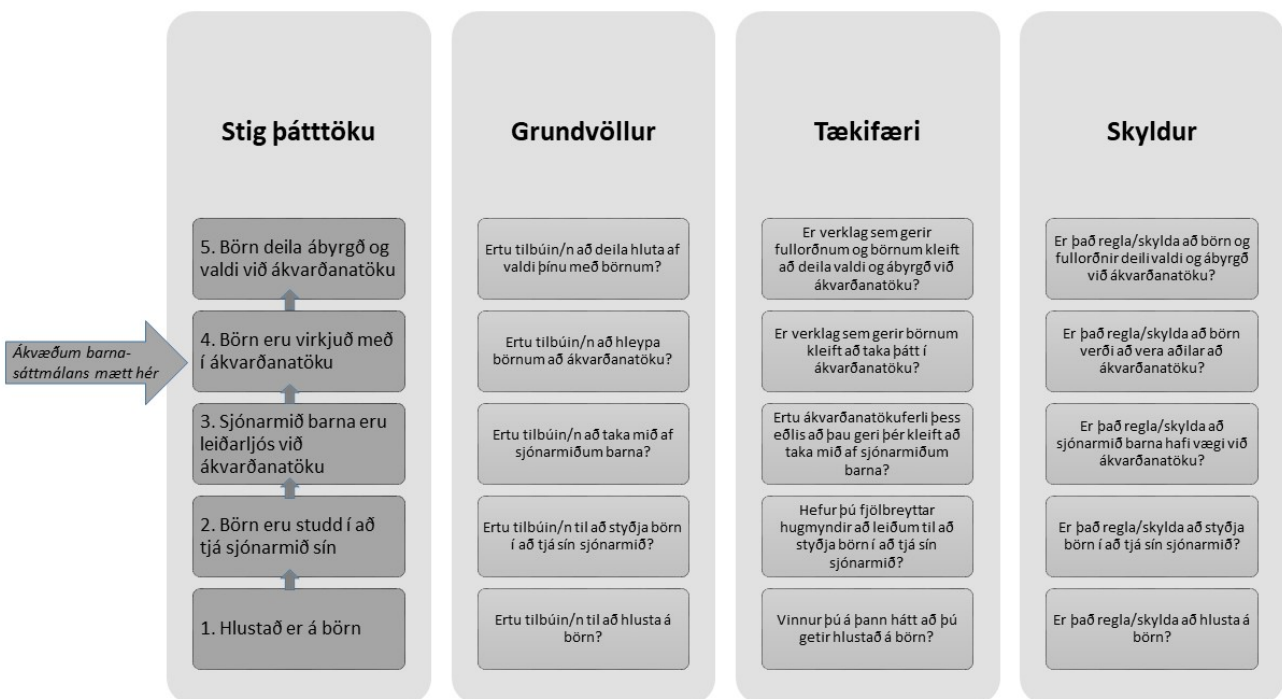 Stig þátttöku
5. Börn deila ábyrgð og
valdi við ákvarðanatöku
4. Börn eru virkjuð með
í ákvarðanatöku
3. Sjónarmið barna eru
leiðarljós við
ákvarðanatöku
2. Börn eru studd í að
tjá sjónarmið sín
1. Hlustað er á börn
Ákvæðum barna-
sáttmálans mætt hér
Grundvöllur
Ertu tilbúin/n að deila hluta af
valdi þínu með börnum?
Ertu tilbúin/n að hleypa
börnum að ákvarðanatöku?
Ertu tilbúin/n að taka mið af
sjónarmiðum barna?
Ertu tilbúin/n til að styðja börn
í að tjá sín sjónarmið?
Ertu tilbúin/n til að hlusta á
börn?
Tækifæri
Er verklag sem gerir
fullorðnum og börnum kleift
að deila valdi og ábyrgð við
ákvarðanatöku?
Er verklag sem gerir börnum
kleift að taka þátt í
ákvarðanatöku?
Ertu ákvarðanatökuferli þess
eðlis að þau geri þér kleift að
taka mið af sjónarmiðum
barna?
Hefur þú fjölbreyttar
hugmyndir að leiðum til að
styðja börn í að tjá sín
sjónarmið?
Vinnur þú á þann hátt að þú
getir hlustað á börn?
Skyldur
Er það regla/skylda að börn og
fullorðnir deili valdi og ábyrgð
við ákvarðanatöku?
Er það regla/skylda að börn
verði að vera aðilar að
ákvarðanatöku?
Er það regla/skylda að
sjónarmið barna hafi vægi við
ákvarðanatöku?
Er það regla/skylda að styðja
börn í að tjá sín sjónarmið?
Er það regla/skylda að hlusta á
börn?